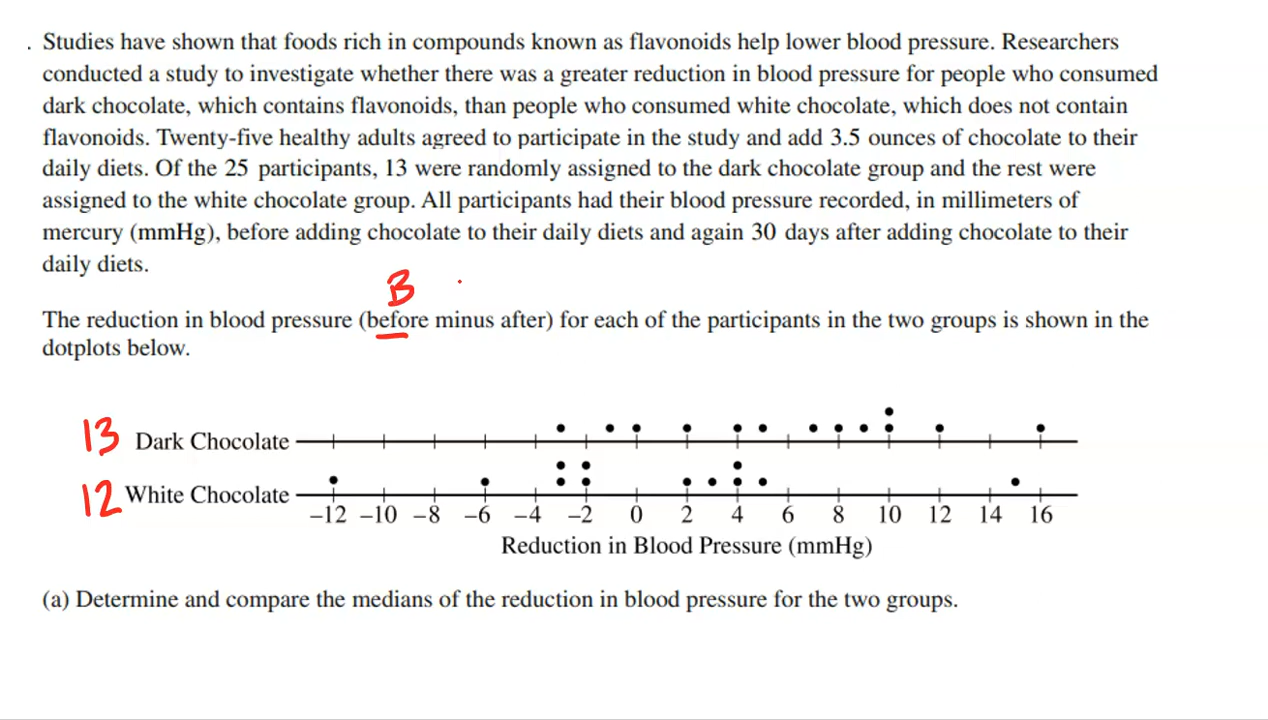 . Studies have shown that foods rich in compounds known as flavonoids help lower blood pressure. Researchers
conducted a study to investigate whether there was a greater reduction in blood pressure for people who consumed
dark chocolate, which contains flavonoids, than people who consumed white chocolate, which does not contain
flavonoids. Twenty-five healthy adults agreed to participate in the study and add 3.5 ounces of chocolate to their
daily diets. Of the 25 participants, 13 were randomly assigned to the dark chocolate group and the rest were
assigned to the white chocolate group. All participants had their blood pressure recorded, in millimeters of
mercury (mmHg), before adding chocolate to their daily diets and again 30 days after adding chocolate to their
daily diets.
B
The reduction in blood pressure (before minus after) for each of the participants in the two groups is shown in the
dotplots below.
13 Dark Chocolate
12 White Chocolate
−12 −10 −8 −6 −4 −2 0 2 4 6 8 10 12 14 16
Reduction in Blood Pressure (mmHg)
(a) Determine and compare the medians of the reduction in blood pressure for the two groups.